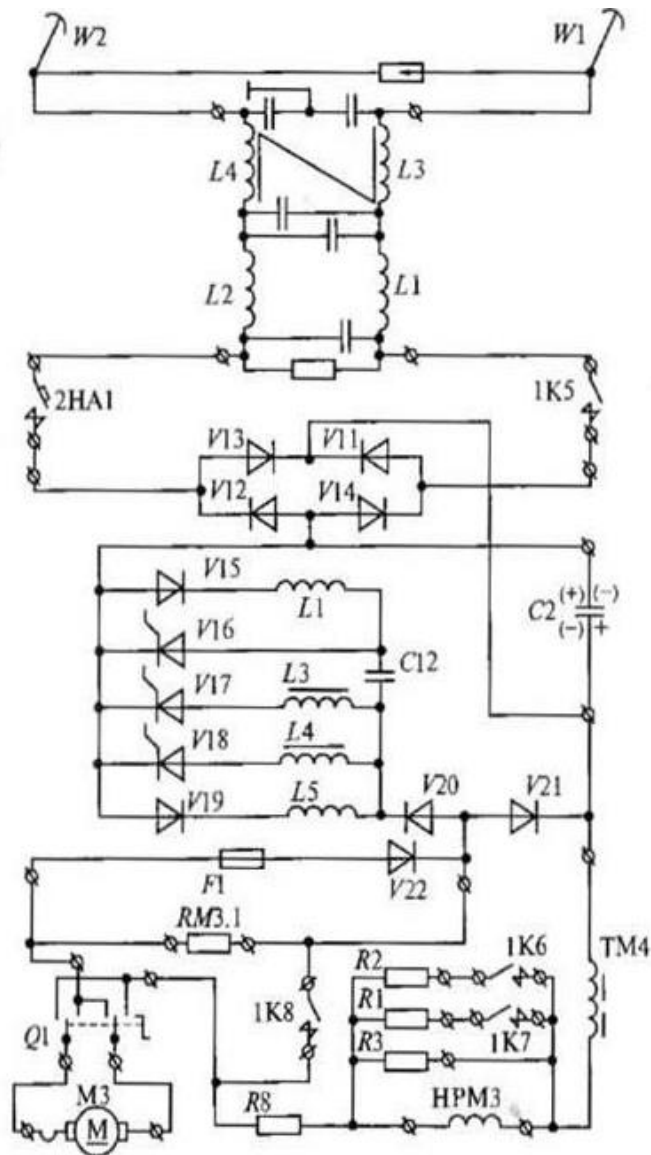 W2
W1
L4
L3
L2
L1
2HA1
1K5
V13
V11
V12
V14
V15
L1
(+) (-)
C2
(-) +
V16
C12
V17
L3
V18
L4
V19
L5
V20
V21
F1
V22
RM3.1
R2
1K6
TM4
1K8
R1
1K7
Q1
R3
M3
M
R8
HPM3